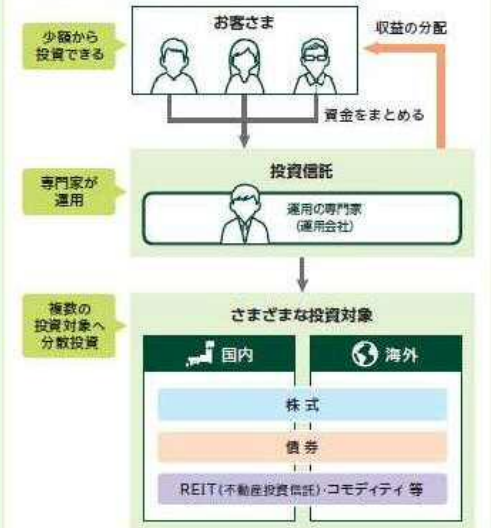 少額から
投資できる
お客さま
収益の分配
資金をまとめる
専門家が
運用
投資信託
運用の専門家
(運用会社)
複数の
投資対象へ
分散投資
さまざまな投資対象
国内
海外
株式
債券
REIT(不動産投資信託)・コモディティ 等